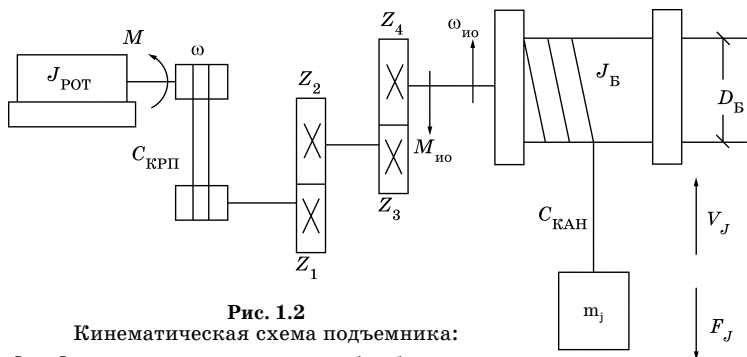 M
ω
J_РОТ
C_КРП
Z_2
Z_1
Z_4
Z_3
ω_ио
M_ио
J_Б
D_Б
C_КАН
V_J
m_j
F_J
Рис. 1.2
Кинематическая схема подъемника: